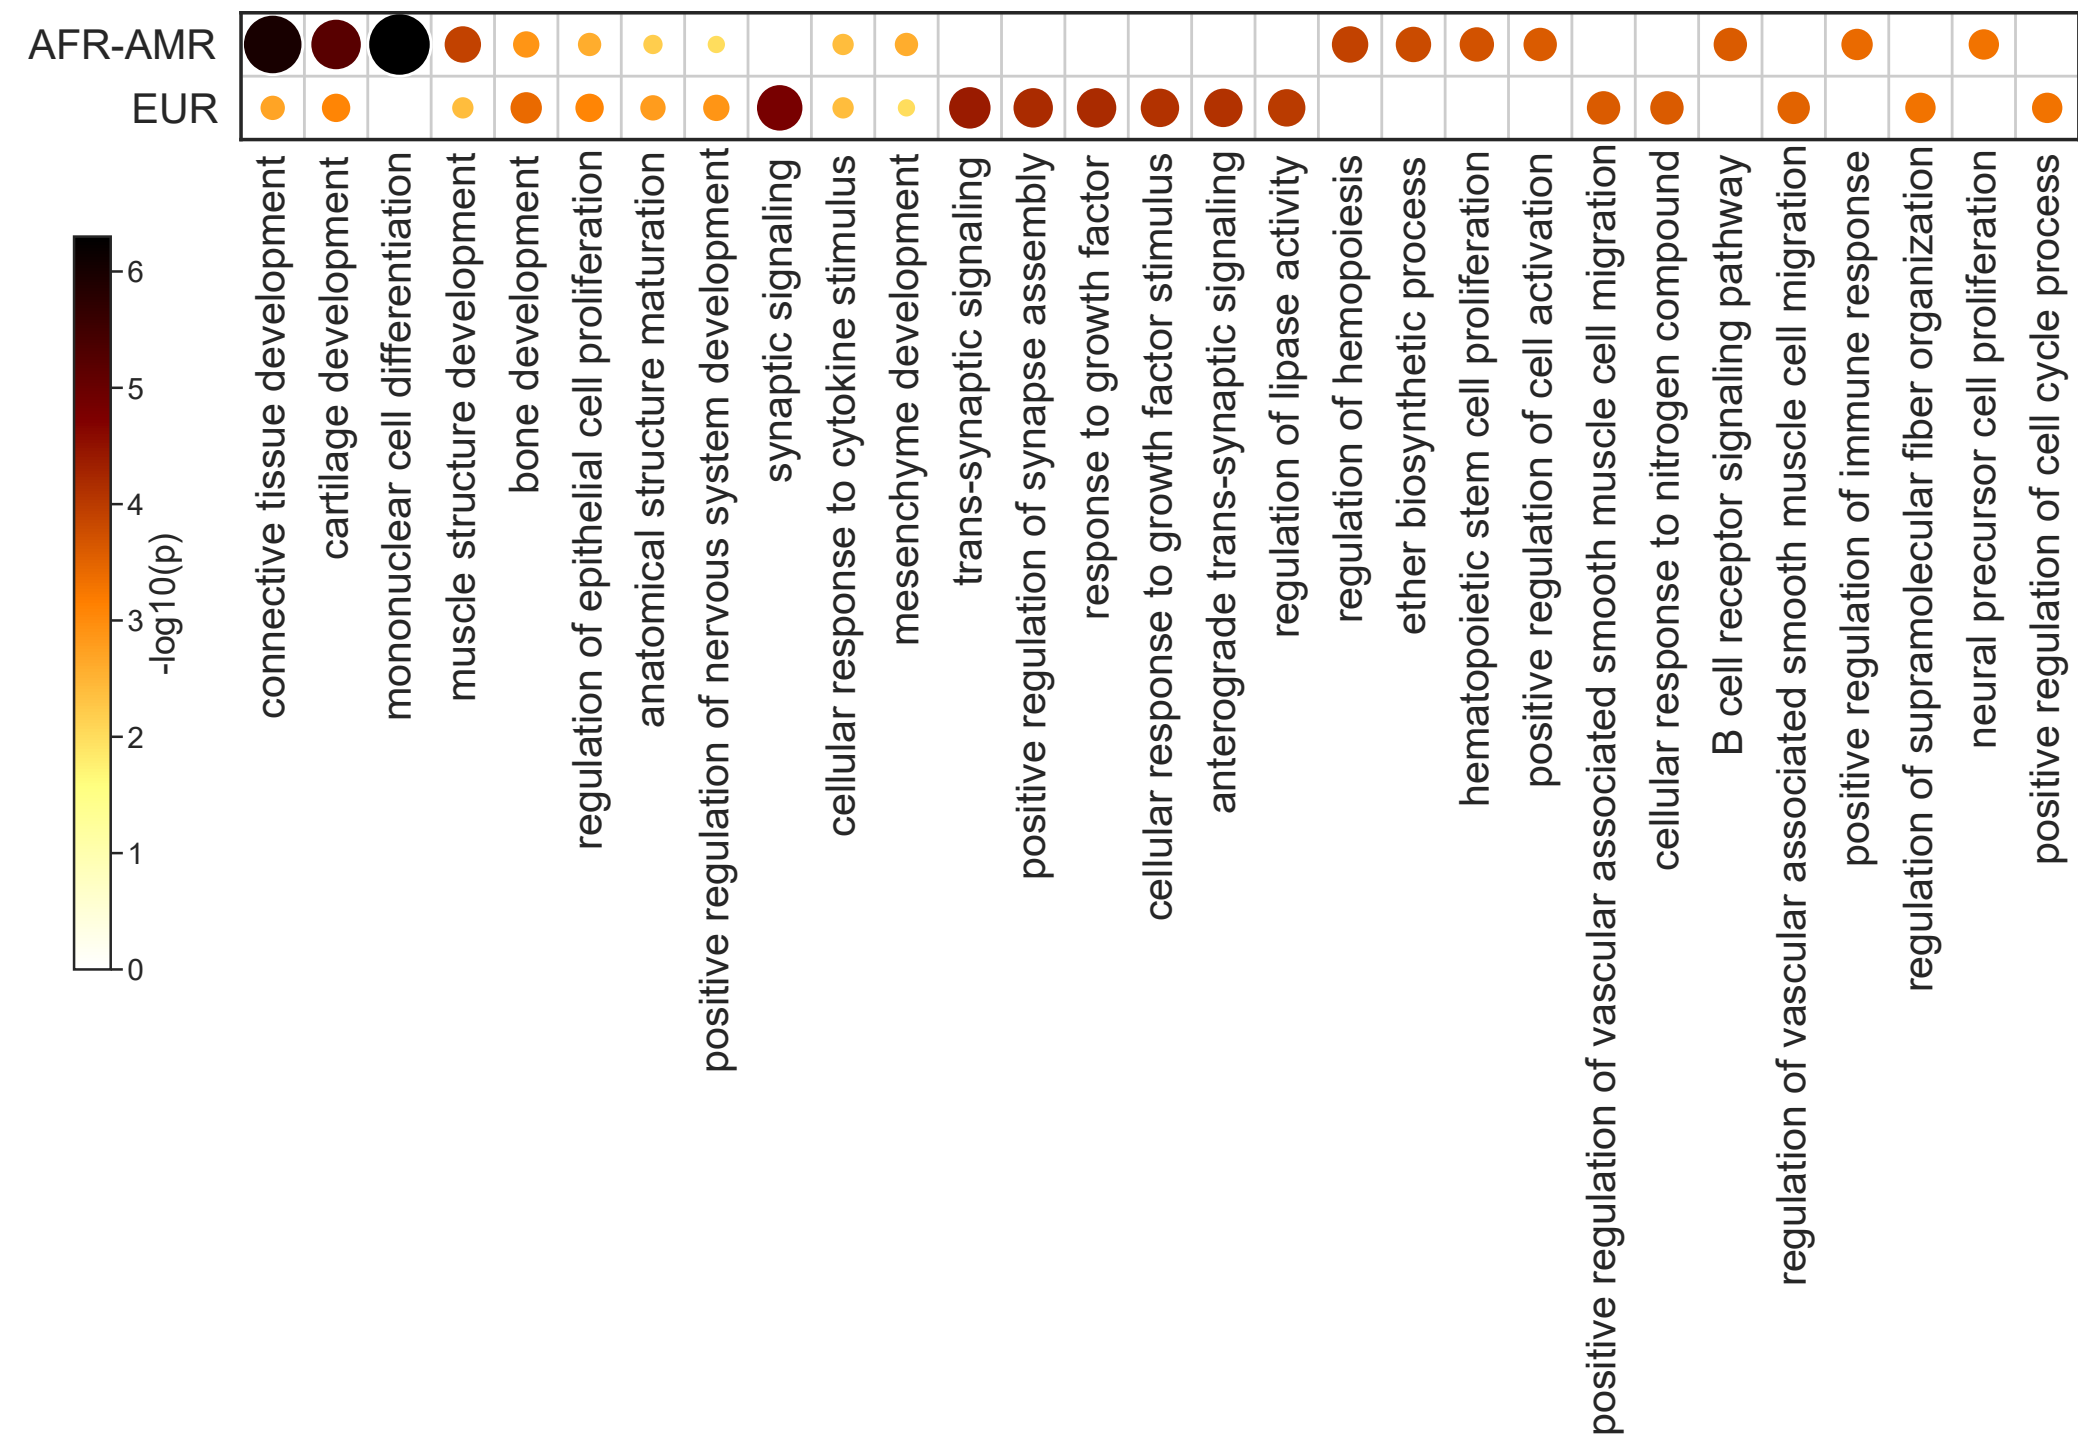 AFR-AMR
EUR
connective tissue development
cartilage development
mononuclear cell differentiation
muscle structure development
bone development
regulation of epithelial cell proliferation
anatomical structure maturation
positive regulation of nervous system development
synaptic signaling
cellular response to cytokine stimulus
mesenchyme development
trans-synaptic signaling
positive regulation of synapse assembly
response to growth factor
cellular response to growth factor stimulus
anterograde trans-synaptic signaling
regulation of lipase activity
regulation of hemopoiesis
ether biosynthetic process
hematopoietic stem cell proliferation
positive regulation of cell activation
positive regulation of vascular associated smooth muscle cell migration
cellular response to nitrogen compound
B cell receptor signaling pathway
regulation of vascular associated smooth muscle cell migration
positive regulation of immune response
regulation of supramolecular fiber organization
neural precursor cell proliferation
positive regulation of cell cycle process
6
5
4
3
2
1
0
-log10(p)